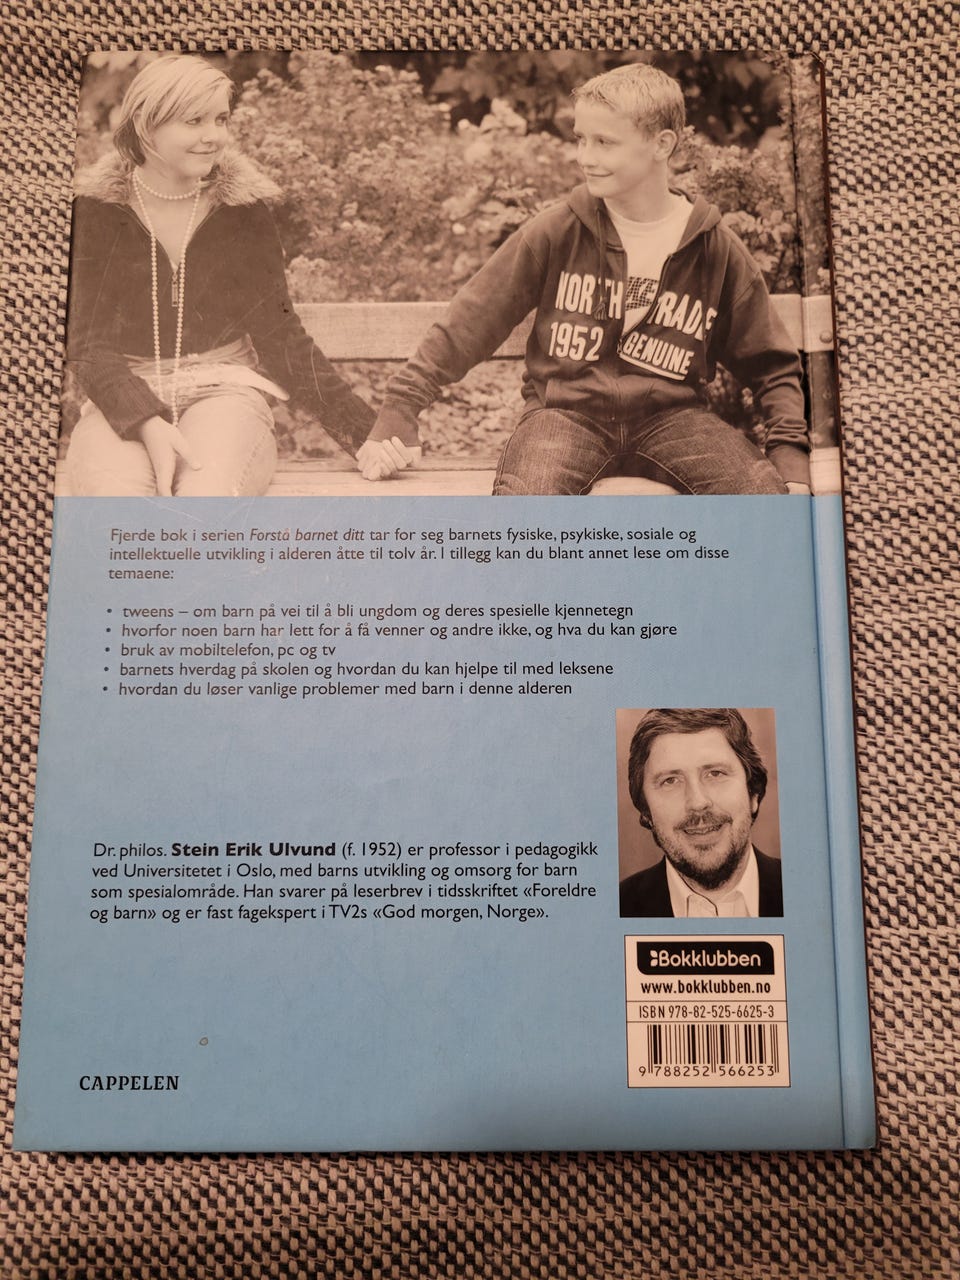 NORTH TRADE
1952 GENUINE
Fjerde bok i serien Forstå barnet ditt tar for seg barnets fysiske, psykiske, sosiale og
intellektuelle utvikling i alderen åtte til tolv år. I tillegg kan du blant annet lese om disse
temaene:
• tweens – om barn på vei til å bli ungdom og deres spesielle kjennetegn
• hvorfor noen barn har lett for å få venner og andre ikke, og hva du kan gjøre
• bruk av mobiltelefon, pc og tv
• barnets hverdag på skolen og hvordan du kan hjelpe til med leksene
• hvordan du løser vanlige problemer med barn i denne alderen
Dr. philos. Stein Erik Ulvund (f. 1952) er professor i pedagogikk
ved Universitetet i Oslo, med barns utvikling og omsorg for barn
som spesialområde. Han svarer på leserbrev i tidsskriftet «Foreldre
og barn» og er fast fagekspert i TV2s «God morgen, Norge».
Bokklubben
www.bokklubben.no
ISBN 978-82-525-6625-3
9 788252 566253
CAPPELEN